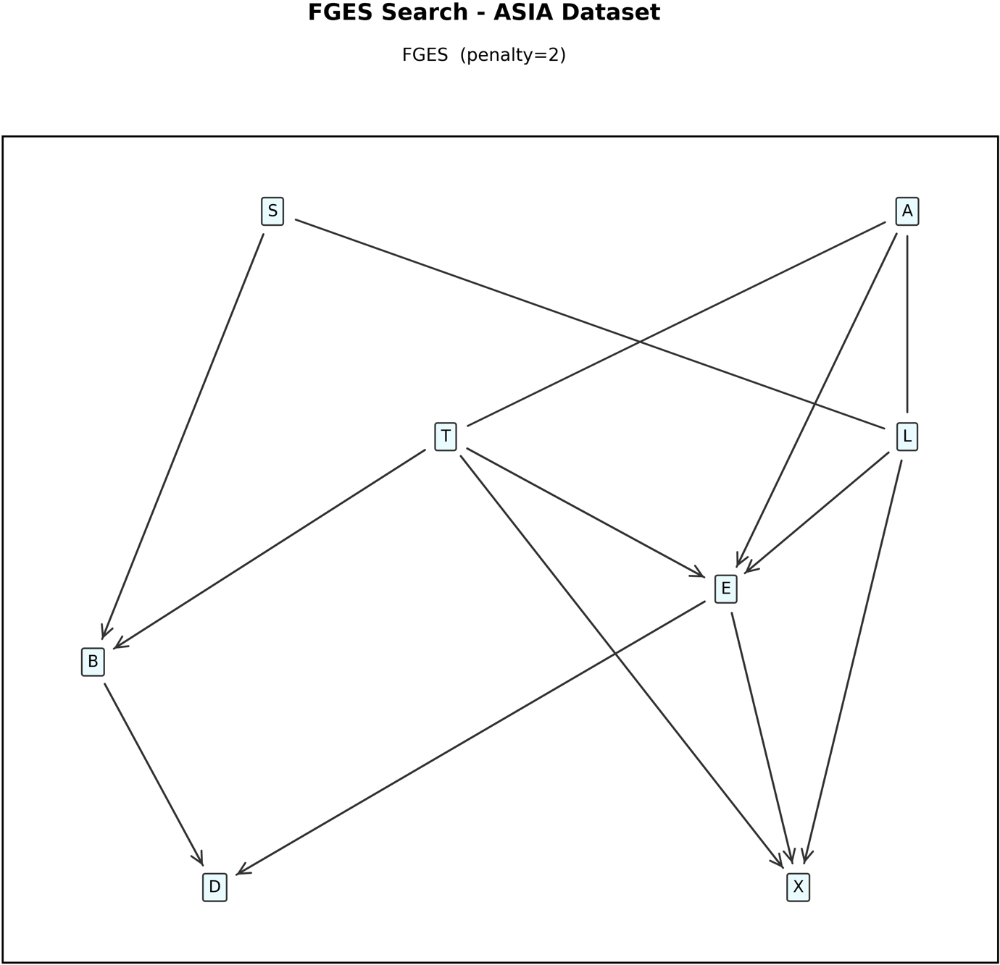 FGES Search - ASIA Dataset
FGES (penalty=2)
S
A
T
L
E
B
D
X